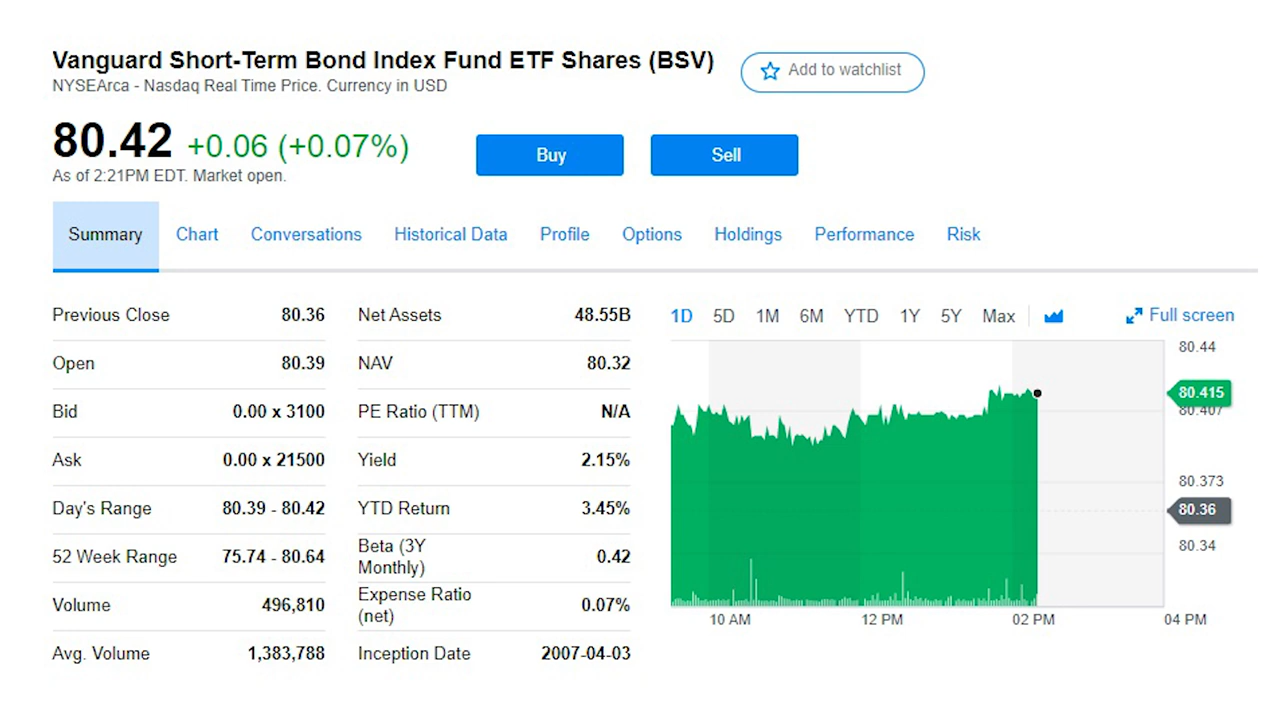 Vanguard Short-Term Bond Index Fund ETF Shares (BSV)
Add to watchlist
NYSEArca - Nasdaq Real Time Price. Currency in USD
80.42 +0.06 (+0.07%)
As of 2:21PM EDT. Market open.
Buy
Sell
Summary Chart Conversations Historical Data Profile Options Holdings Performance Risk
Previous Close 80.36
Open 80.39
Bid 0.00 x 3100
Ask 0.00 x 21500
Day's Range 80.39 - 80.42
52 Week Range 75.74 - 80.64
Volume 496,810
Avg. Volume 1,383,788
Net Assets 48.55B
NAV 80.32
PE Ratio (TTM) N/A
Yield 2.15%
YTD Return 3.45%
Beta (3Y
Monthly) 0.42
Expense Ratio
(net) 0.07%
Inception Date 2007-04-03
1D 5D 1M 6M YTD 1Y 5Y Max
Full screen
80.44
80.415
80.407
80.373
80.36
80.34
10 AM 12 PM 02 PM 04 PM